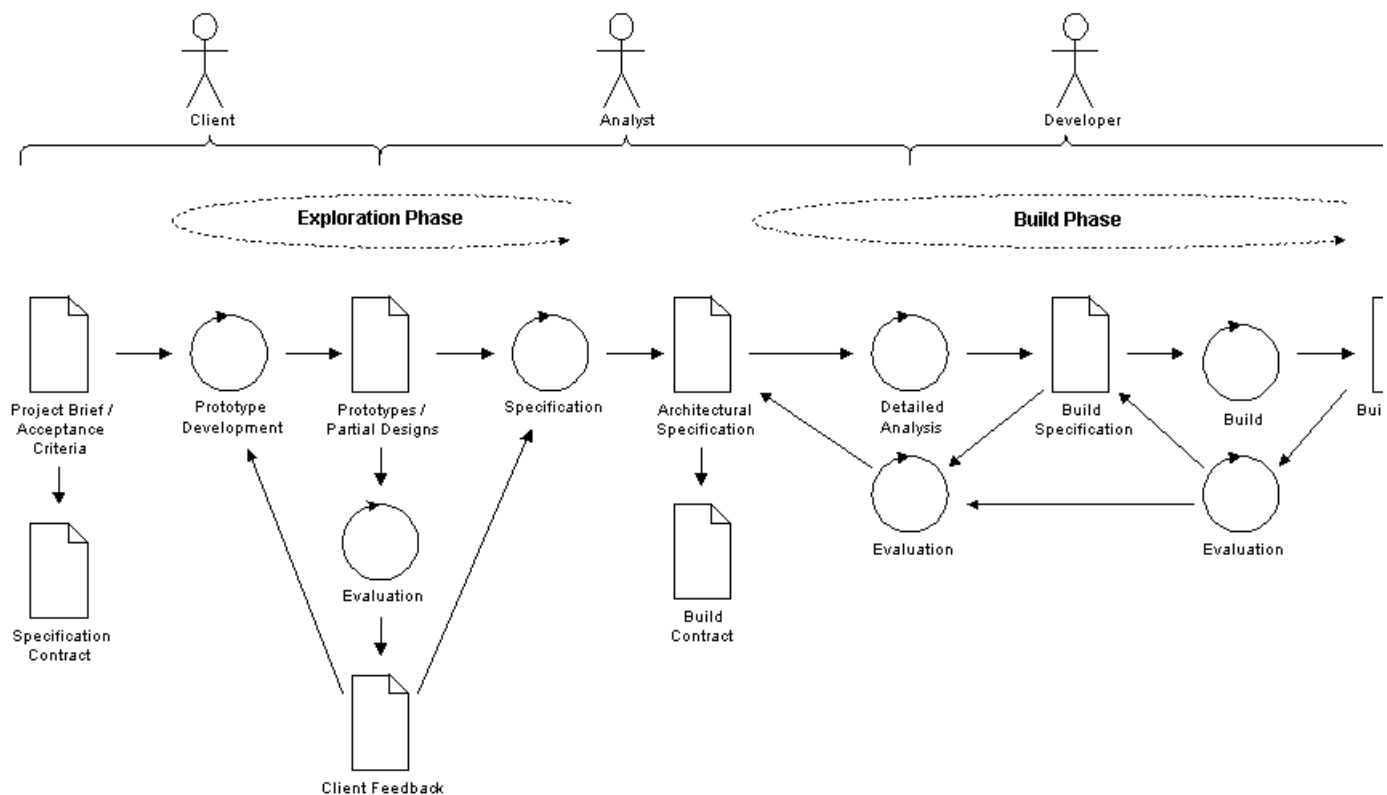 Client
Analyst
Developer
Exploration Phase
Build Phase
Project Brief /
Acceptance
Criteria
Prototype
Development
Prototypes /
Partial Designs
Specification
Architectural
Specification
Detailed
Analysis
Build
Specification
Build
Specification
Contract
Evaluation
Build
Contract
Evaluation
Evaluation
Client Feedback